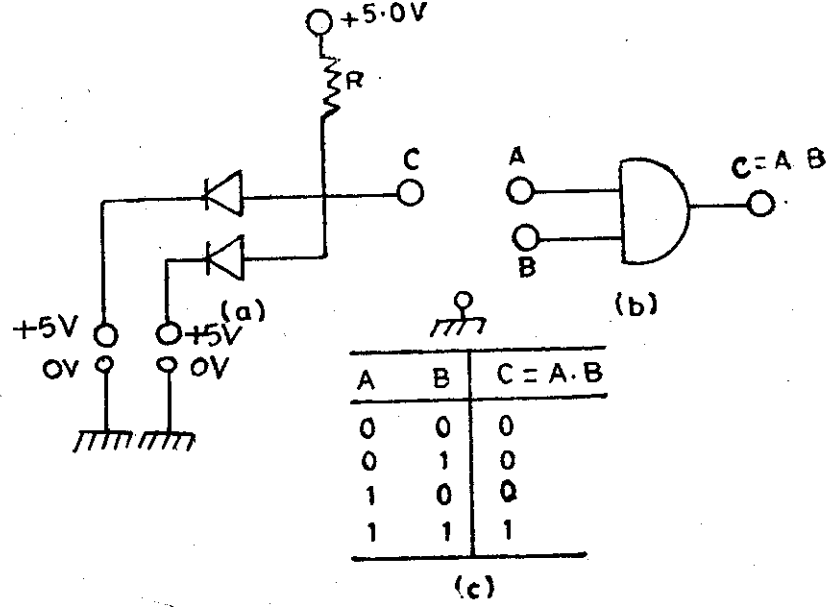 +5.0V
R
C
A
C=A B
B
(a)
(b)
+5V
+5V
0V
0V
A B C = A.B
0 0 0
0 1 0
1 0 0
1 1 1
(c)